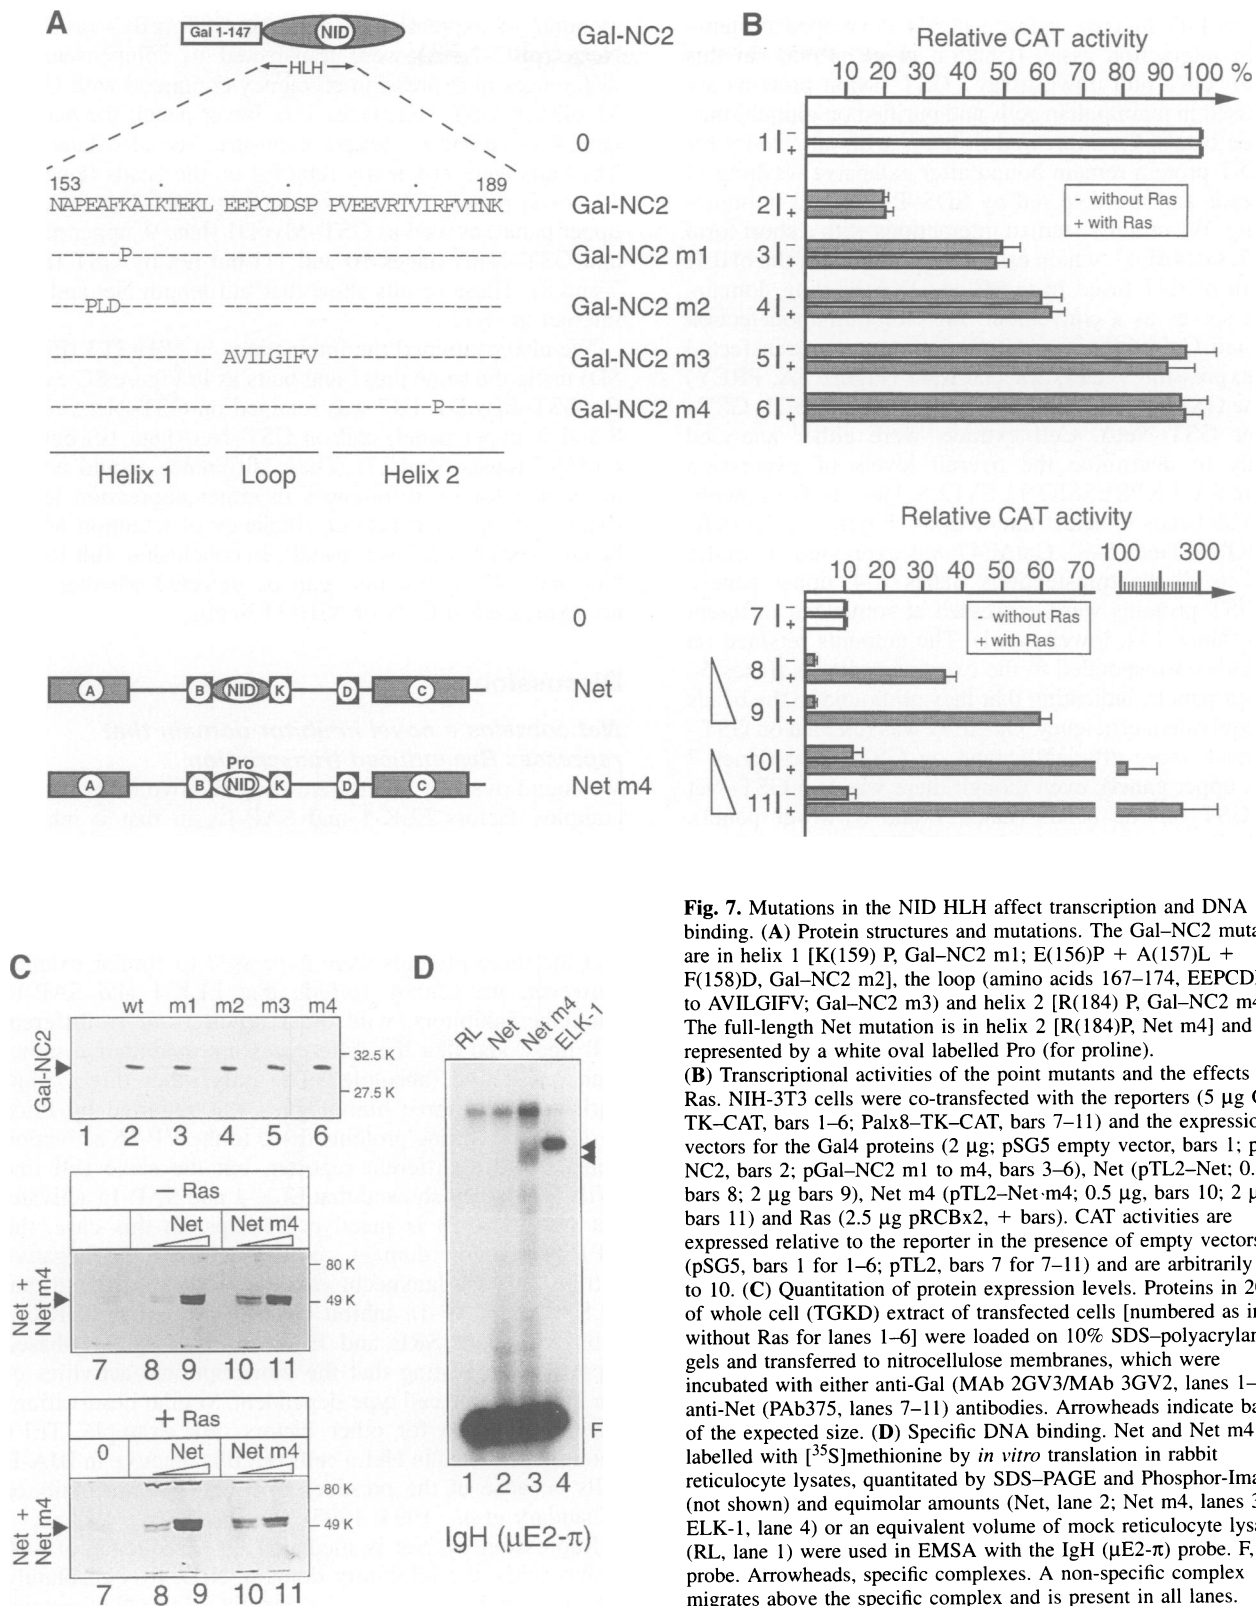 A
Gal 1-147
NID
Gal-NC2
HLH
0
153
189
NAPEAFKAIKTEKL EEPCDDSP PVEEVRTVIRFVINK
Gal-NC2
P
Gal-NC2 m1
PLD
Gal-NC2 m2
AVILGIFV
Gal-NC2 m3
P
Gal-NC2 m4
Helix 1
Loop
Helix 2
0
A B NID K D C
Net
Pro
A B NID K D C
Net m4
B
Relative CAT activity
10 20 30 40 50 60 70 80 90 100 %
1 - +
2 - +
3 - +
4 - +
5 - +
6 - +
- without Ras
+ with Ras
Relative CAT activity
10 20 30 40 50 60 70
100 300
7 - +
8 - +
9 - +
10 - +
11 - +
- without Ras
+ with Ras
C
wt m1 m2 m3 m4
Gal-NC2
32.5 K
27.5K
1 2 3 4 5 6
- Ras
Net Net m4
Net +
Net m4
80 K
49 K
7 8 9 10 11
+ Ras
0 Net Net m4
Net +
Net m4
80 K
49 K
7 8 9 10 11
D
RL
Net
Net m4
ELK-1
F
1 2 3 4
IgH (μE2-π)
Fig. 7. Mutations in the NID HLH affect transcription and DNA
binding. (A) Protein structures and mutations. The Gal–NC2 muta
are in helix 1 [K(159) P, Gal–NC2 m1; E(156)P + A(157)L +
F(158)D, Gal–NC2 m2], the loop (amino acids 167–174, EEPCD
to AVILGIFV; Gal–NC2 m3) and helix 2 [R(184) P, Gal–NC2 m4
The full-length Net mutation is in helix 2 [R(184)P, Net m4] and
represented by a white oval labelled Pro (for proline).
(B) Transcriptional activities of the point mutants and the effects
Ras. NIH-3T3 cells were co-transfected with the reporters (5 μg
TK–CAT, bars 1–6; Palx8–TK–CAT, bars 7–11) and the expressio
vectors for the Gal4 proteins (2 μg; pSG5 empty vector, bars 1; p
NC2, bars 2; pGal–NC2 m1 to m4, bars 3–6), Net (pTL2–Net; 0.
bars 8; 2 μg bars 9), Net m4 (pTL2–Net·m4; 0.5 μg, bars 10; 2 μ
bars 11) and Ras (2.5 μg pRCBx2, + bars). CAT activities are
expressed relative to the reporter in the presence of empty vectors
(pSG5, bars 1 for 1–6; pTL2, bars 7 for 7–11) and are arbitrarily
to 10. (C) Quantitation of protein expression levels. Proteins in 2
of whole cell (TGKD) extract of transfected cells [numbered as in
without Ras for lanes 1–6] were loaded on 10% SDS–polyacrylan
gels and transferred to nitrocellulose membranes, which were
incubated with either anti-Gal (MAb 2GV3/MAb 3GV2, lanes 1–
anti-Net (PAb375, lanes 7–11) antibodies. Arrowheads indicate ba
of the expected size. (D) Specific DNA binding. Net and Net m4
labelled with [35S]methionine by in vitro translation in rabbit
reticulocyte lysates, quantitated by SDS–PAGE and Phosphor-Ima
(not shown) and equimolar amounts (Net, lane 2; Net m4, lanes 3
ELK-1, lane 4) or an equivalent volume of mock reticulocyte lysa
(RL, lane 1) were used in EMSA with the IgH (μE2-π) probe. F,
probe. Arrowheads, specific complexes. A non-specific complex
migrates above the specific complex and is present in all lanes.